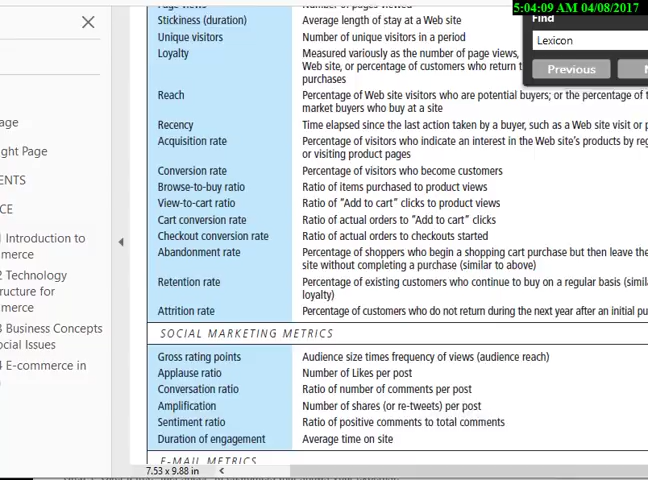 5:04:09 AM 04/08/2017
Find
Lexicon
Previous
N
age
ght Page
ENTS
CE
1 Introduction to
merce
2 Technology
structure for
merce
3 Business Concepts
ocial Issues
4 E-commerce in
Page views Number of pages viewed
Stickiness (duration) Average length of stay at a Web site
Unique visitors Number of unique visitors in a period
Loyalty Measured variously as the number of page views,
Web site, or percentage of customers who return t
purchases
Reach Percentage of Web site visitors who are potential buyers; or the percentage of t
market buyers who buy at a site
Recency Time elapsed since the last action taken by a buyer, such as a Web site visit or p
Acquisition rate Percentage of visitors who indicate an interest in the Web site's products by reg
or visiting product pages
Conversion rate Percentage of visitors who become customers
Browse-to-buy ratio Ratio of items purchased to product views
View-to-cart ratio Ratio of "Add to cart" clicks to product views
Cart conversion rate Ratio of actual orders to "Add to cart" clicks
Checkout conversion rate Ratio of actual orders to checkouts started
Abandonment rate Percentage of shoppers who begin a shopping cart purchase but then leave the
site without completing a purchase (similar to above)
Retention rate Percentage of existing customers who continue to buy on a regular basis (simila
loyalty)
Attrition rate Percentage of customers who do not return during the next year after an initial pu
SOCIAL MARKETING METRICS
Gross rating points Audience size times frequency of views (audience reach)
Applause ratio Number of Likes per post
Conversation ratio Ratio of number of comments per post
Amplification Number of shares (or re-tweets) per post
Sentiment ratio Ratio of positive comments to total comments
Duration of engagement Average time on site
E-MAIL METRICS
7.53 x 9.88 in